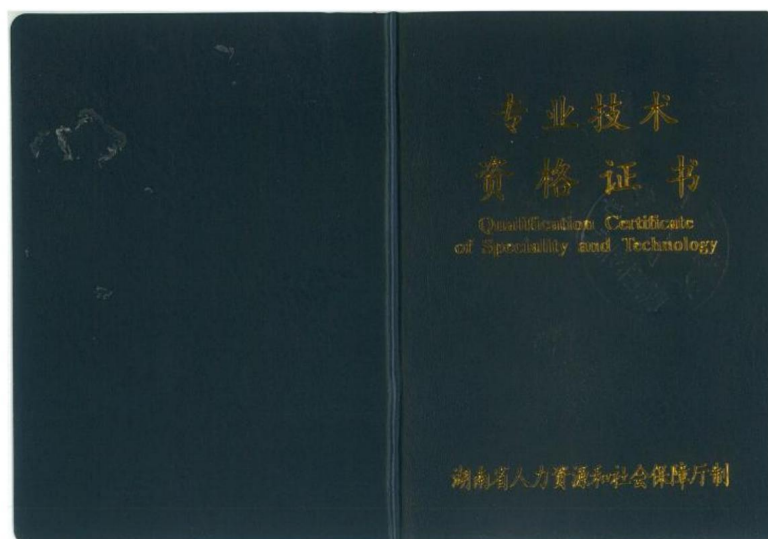 专业技术
资格证书
Qualification Certificate
of Speciality and Technology
湖南省人力资源和社会保障厅制